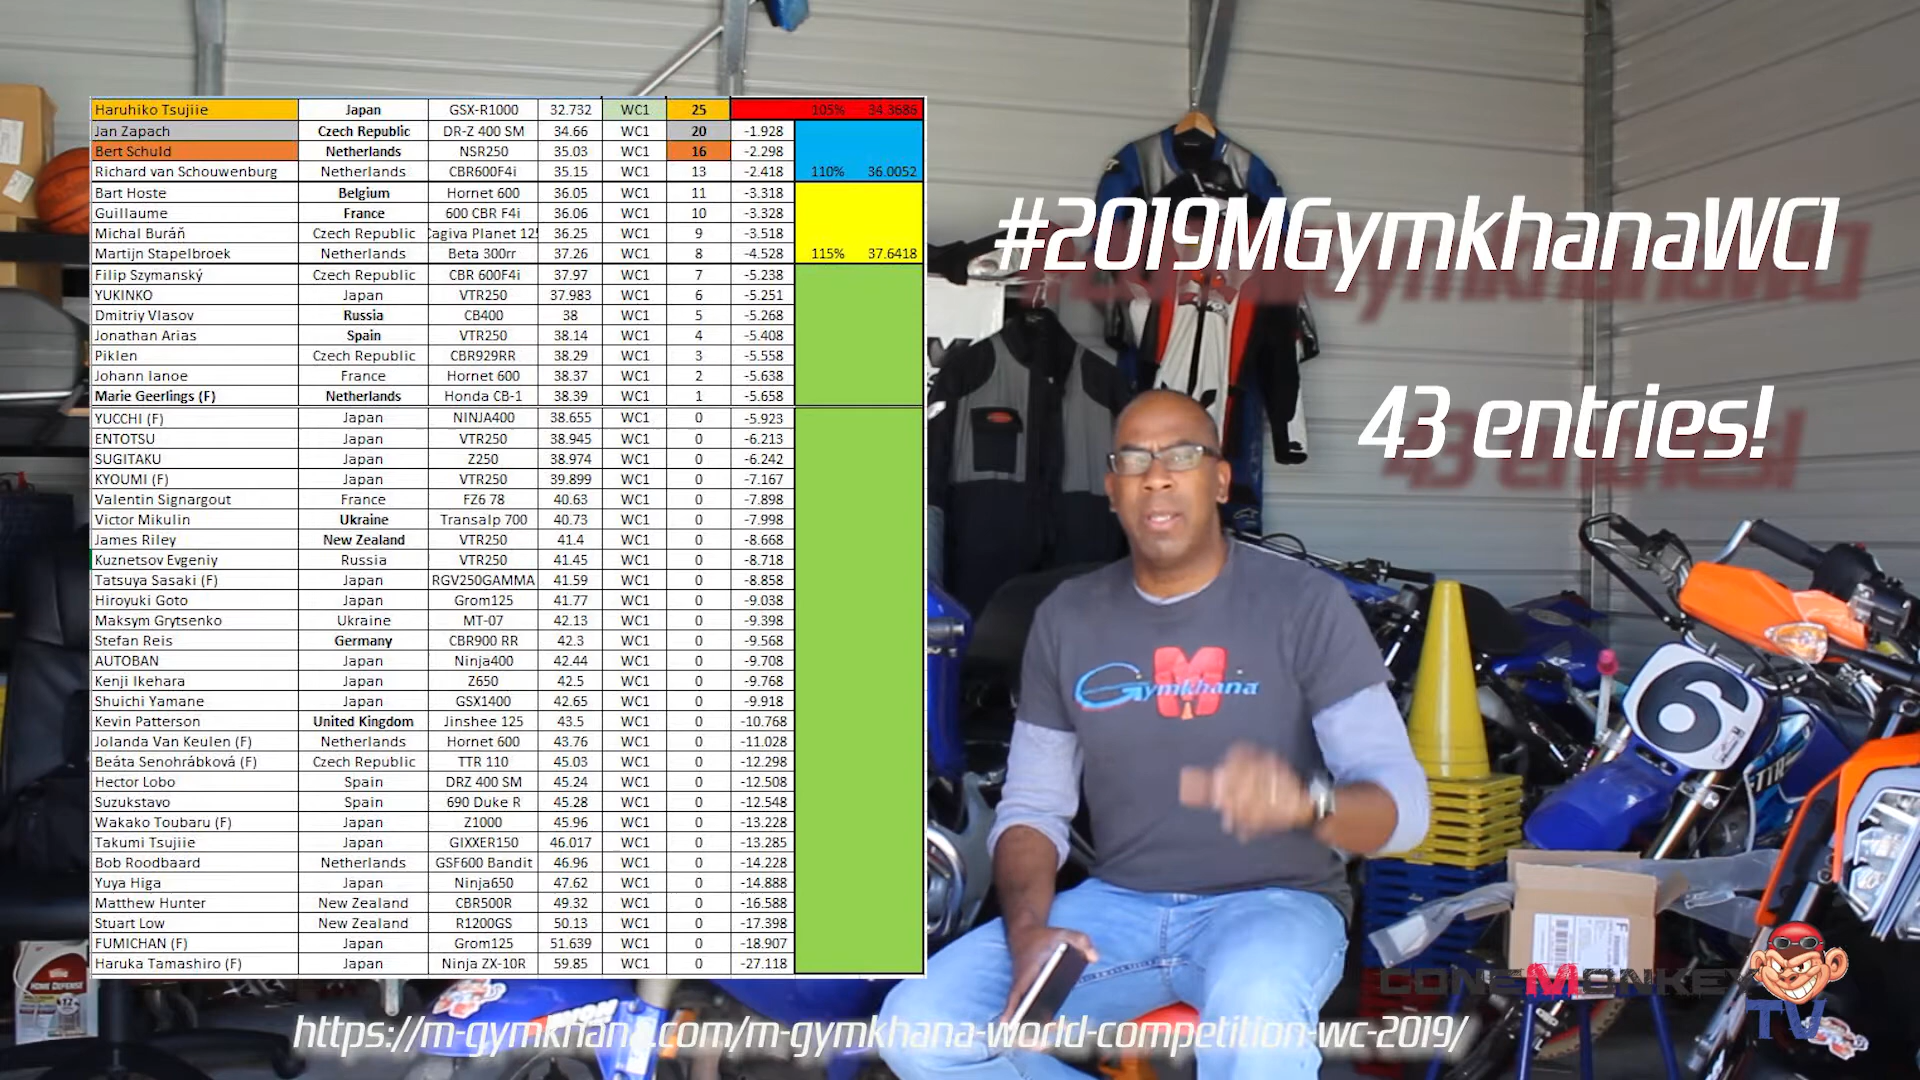 Haruhiko Tsujiie Japan GSX-R1000 32.732 WC1 25 105% 34.3686
Jan Zapach Czech Republic DR-Z 400 SM 34.66 WC1 20 -1.928
Bert Schuld Netherlands NSR250 35.03 WC1 16 -2.298
Richard van Schouwenburg Netherlands CBR600F4i 35.15 WC1 13 -2.418 110% 36.0052
Bart Hoste Belgium Hornet 600 36.05 WC1 11 -3.318
Guillaume France 600 CBR F4i 36.06 WC1 10 -3.328
Michal Buráň Czech Republic Cagiva Planet 125 36.25 WC1 9 -3.518
Martijn Stapelbroek Netherlands Beta 300rr 37.26 WC1 8 -4.528 115% 37.6418
Filip Szymanský Czech Republic CBR 600F4i 37.97 WC1 7 -5.238
YUKINKO Japan VTR250 37.983 WC1 6 -5.251
Dmitriy Vlasov Russia CB400 38 WC1 5 -5.268
Jonathan Arias Spain VTR250 38.14 WC1 4 -5.408
Piklen Czech Republic CBR929RR 38.29 WC1 3 -5.558
Johann Ianoe France Hornet 600 38.37 WC1 2 -5.638
Marie Geerlings (F) Netherlands Honda CB-1 38.39 WC1 1 -5.658
YUCCHI (F) Japan NINJA400 38.655 WC1 0 -5.923
ENTOTSU Japan VTR250 38.945 WC1 0 -6.213
SUGITAKU Japan Z250 38.974 WC1 0 -6.242
KYOUMI (F) Japan VTR250 39.899 WC1 0 -7.167
Valentin Signargout France FZ6 78 40.63 WC1 0 -7.898
Victor Mikulin Ukraine Transalp 700 40.73 WC1 0 -7.998
James Riley New Zealand VTR250 41.4 WC1 0 -8.668
Kuznetsov Evgeniy Russia VTR250 41.45 WC1 0 -8.718
Tatsuya Sasaki (F) Japan RGV250GAMMA 41.59 WC1 0 -8.858
Hiroyuki Goto Japan Grom125 41.77 WC1 0 -9.038
Maksym Grytsenko Ukraine MT-07 42.13 WC1 0 -9.398
Stefan Reis Germany CBR900 RR 42.3 WC1 0 -9.568
AUTOBAN Japan Ninja400 42.44 WC1 0 -9.708
Kenji Ikehara Japan Z650 42.5 WC1 0 -9.768
Shuichi Yamane Japan GSX1400 42.65 WC1 0 -9.918
Kevin Patterson United Kingdom Jinshee 125 43.5 WC1 0 -10.768
Jolanda Van Keulen (F) Netherlands Hornet 600 43.76 WC1 0 -11.028
Beáta Senohrábková (F) Czech Republic TTR 110 45.03 WC1 0 -12.298
Hector Lobo Spain DRZ 400 SM 45.24 WC1 0 -12.508
Suzukstavo Spain 690 Duke R 45.28 WC1 0 -12.548
Wakako Toubaru (F) Japan Z1000 45.96 WC1 0 -13.228
Takumi Tsujiie Japan GIXXER150 46.017 WC1 0 -13.285
Bob Roodbaard Netherlands GSF600 Bandit 46.96 WC1 0 -14.228
Yuya Higa Japan Ninja650 47.62 WC1 0 -14.888
Matthew Hunter New Zealand CBR500R 49.32 WC1 0 -16.588
Stuart Low New Zealand R1200GS 50.13 WC1 0 -17.398
FUMICHAN (F) Japan Grom125 51.639 WC1 0 -18.907
Haruka Tamashiro (F) Japan Ninja ZX-10R 59.85 WC1 0 -27.118
#2019MGymkhanaWC1
43 entries!
M
Gymkhana
6
TTR
F
HOME DEFENSE
CONEMONKEY
TV
https://m-gymkhana.com/m-gymkhana-world-competition-wc-2019/